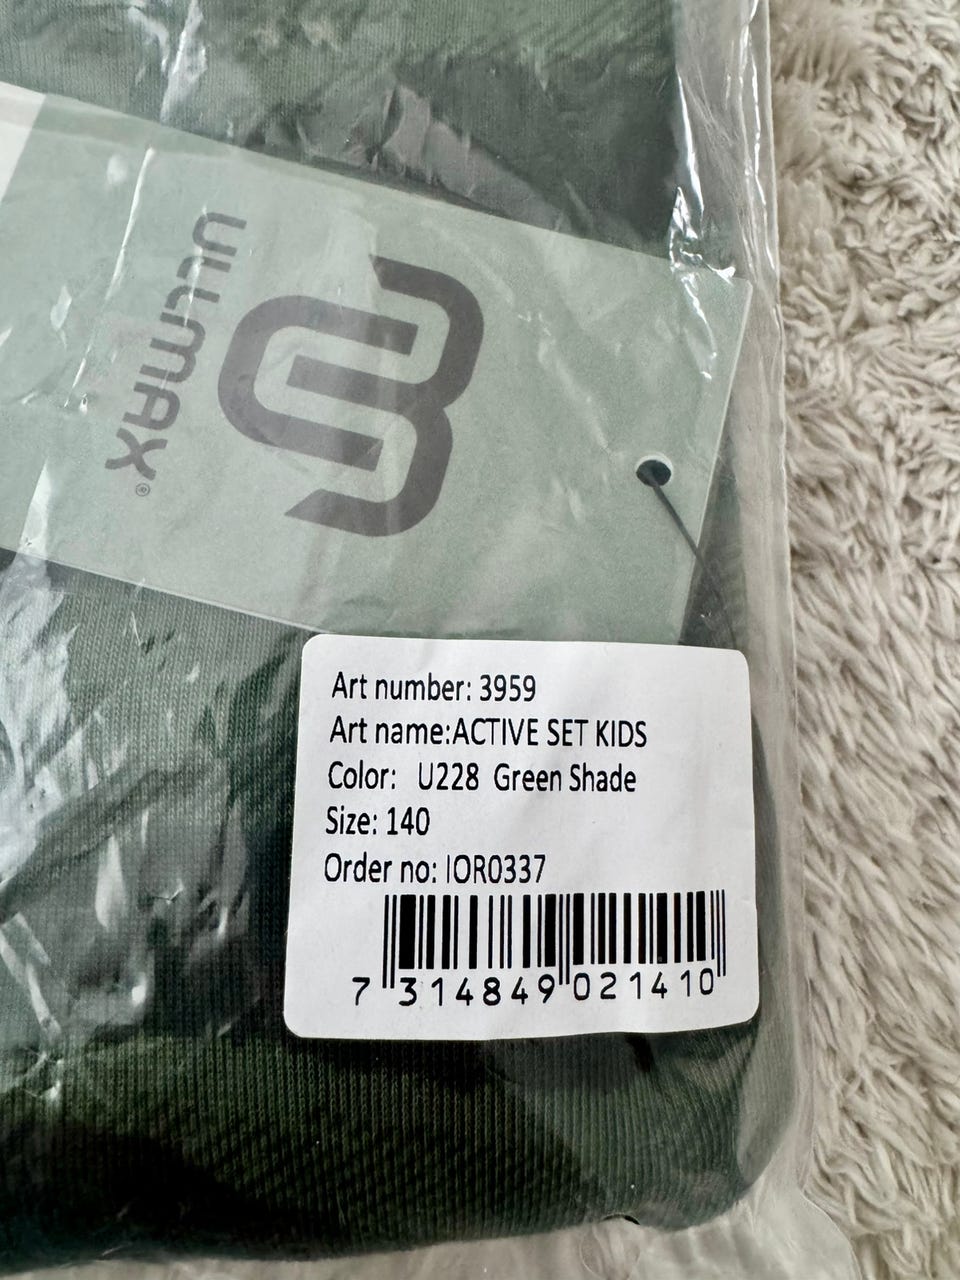 ULLMAX®
Art number: 3959
Art name:ACTIVE SET KIDS
Color: U228 Green Shade
Size: 140
Order no: IOR0337
7 314849 021410